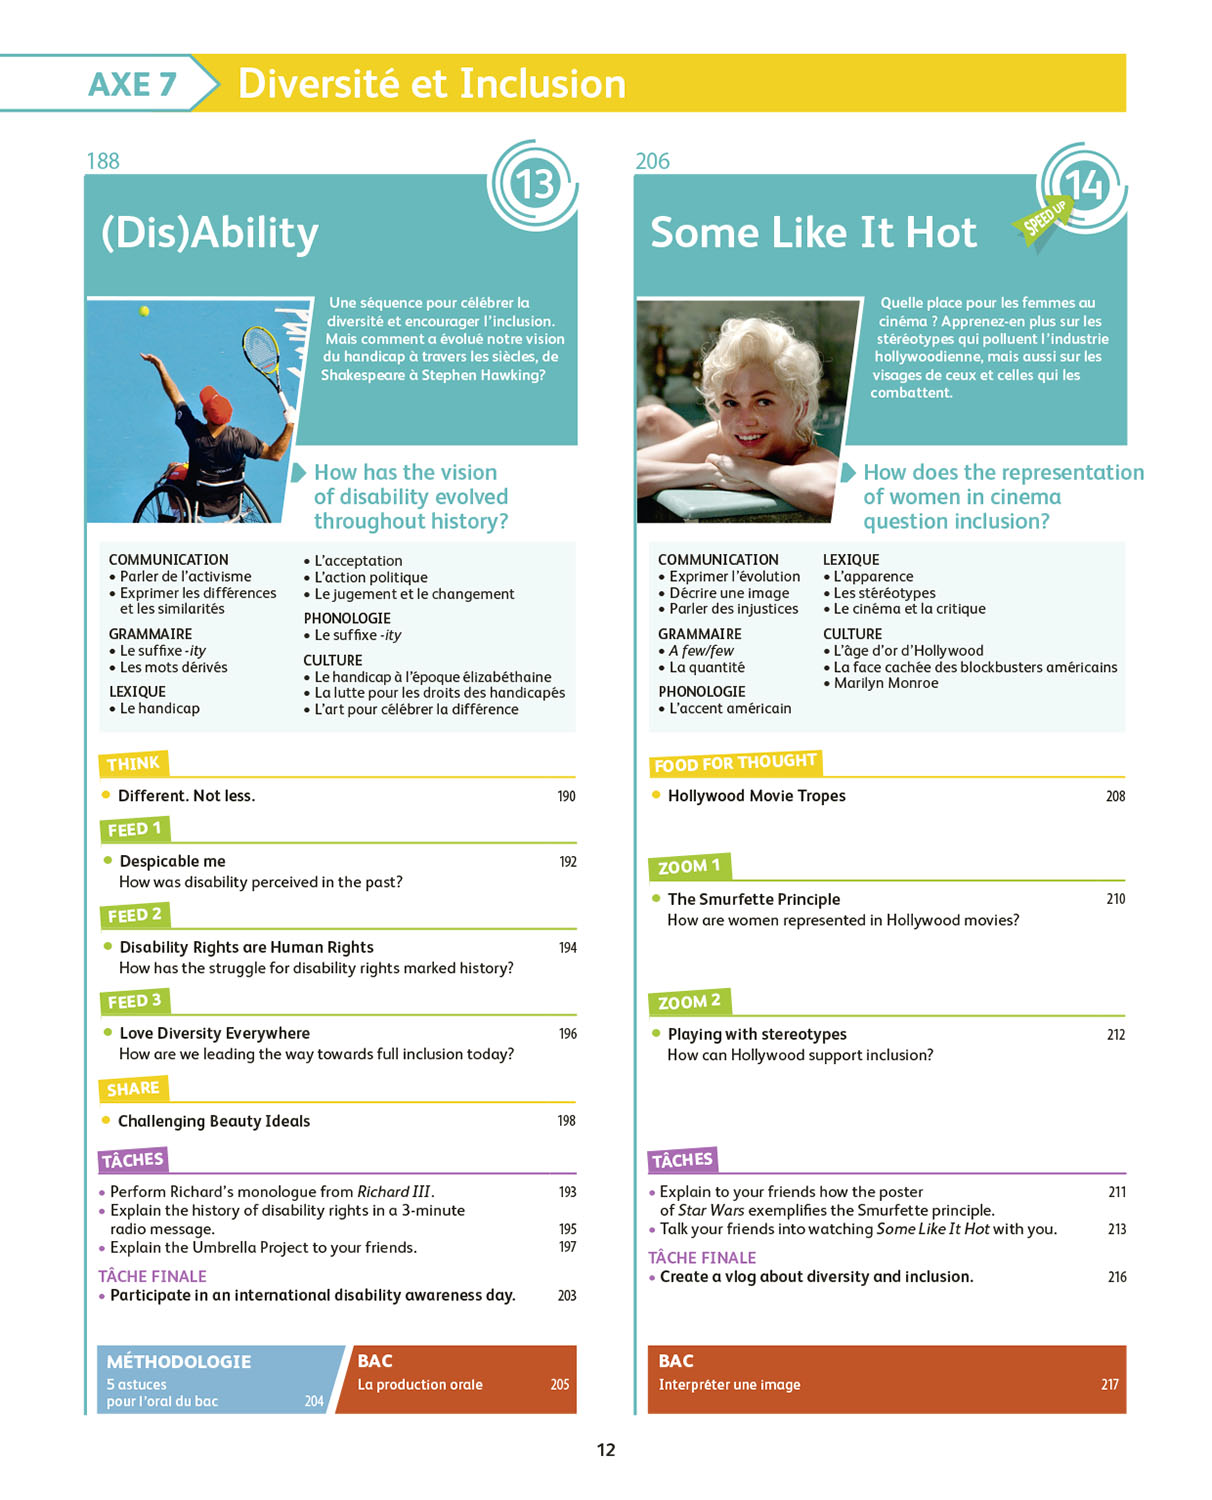 AXE 7
Diversité et Inclusion
188
13
(Dis)Ability
Une séquence pour célébrer la
diversité et encourager l'inclusion.
Mais comment a évolué notre vision
du handicap à travers les siècles, de
Shakespeare à Stephen Hawking?
How has the vision
of disability evolved
throughout history?
COMMUNICATION
• Parler de l'activisme
• Exprimer les différences
et les similarités
GRAMMAIRE
• Le suffixe -ity
• Les mots dérivés
LEXIQUE
• Le handicap
• L'acceptation
• L'action politique
• Le jugement et le changement
PHONOLOGIE
• Le suffixe -ity
CULTURE
• Le handicap à l'époque élizabéthaine
• La lutte pour les droits des handicapés
• L'art pour célébrer la différence
THINK
• Different. Not less. 190
FEED 1
• Despicable me 192
How was disability perceived in the past?
FEED 2
• Disability Rights are Human Rights 194
How has the struggle for disability rights marked history?
FEED 3
• Love Diversity Everywhere 196
How are we leading the way towards full inclusion today?
SHARE
• Challenging Beauty Ideals 198
TÂCHES
• Perform Richard's monologue from Richard III. 193
• Explain the history of disability rights in a 3-minute
radio message. 195
• Explain the Umbrella Project to your friends. 197
TÂCHE FINALE
• Participate in an international disability awareness day. 203
MÉTHODOLOGIE
5 astuces
pour l'oral du bac 204
BAC
La production orale 205
206
14
SPEED UP
Some Like It Hot
Quelle place pour les femmes au
cinéma ? Apprenez-en plus sur les
stéréotypes qui polluent l'industrie
hollywoodienne, mais aussi sur les
visages de ceux et celles qui les
combattent.
How does the representation
of women in cinema
question inclusion?
COMMUNICATION
• Exprimer l'évolution
• Décrire une image
• Parler des injustices
GRAMMAIRE
• A few/few
• La quantité
PHONOLOGIE
• L'accent américain
LEXIQUE
• L'apparence
• Les stéréotypes
• Le cinéma et la critique
CULTURE
• L'âge d'or d'Hollywood
• La face cachée des blockbusters américains
• Marilyn Monroe
FOOD FOR THOUGHT
• Hollywood Movie Tropes 208
ZOOM 1
• The Smurfette Principle 210
How are women represented in Hollywood movies?
ZOOM 2
• Playing with stereotypes 212
How can Hollywood support inclusion?
TÂCHES
• Explain to your friends how the poster 211
of Star Wars exemplifies the Smurfette principle.
• Talk your friends into watching Some Like It Hot with you. 213
TÂCHE FINALE
• Create a vlog about diversity and inclusion. 216
BAC
Interpréter une image 217
12